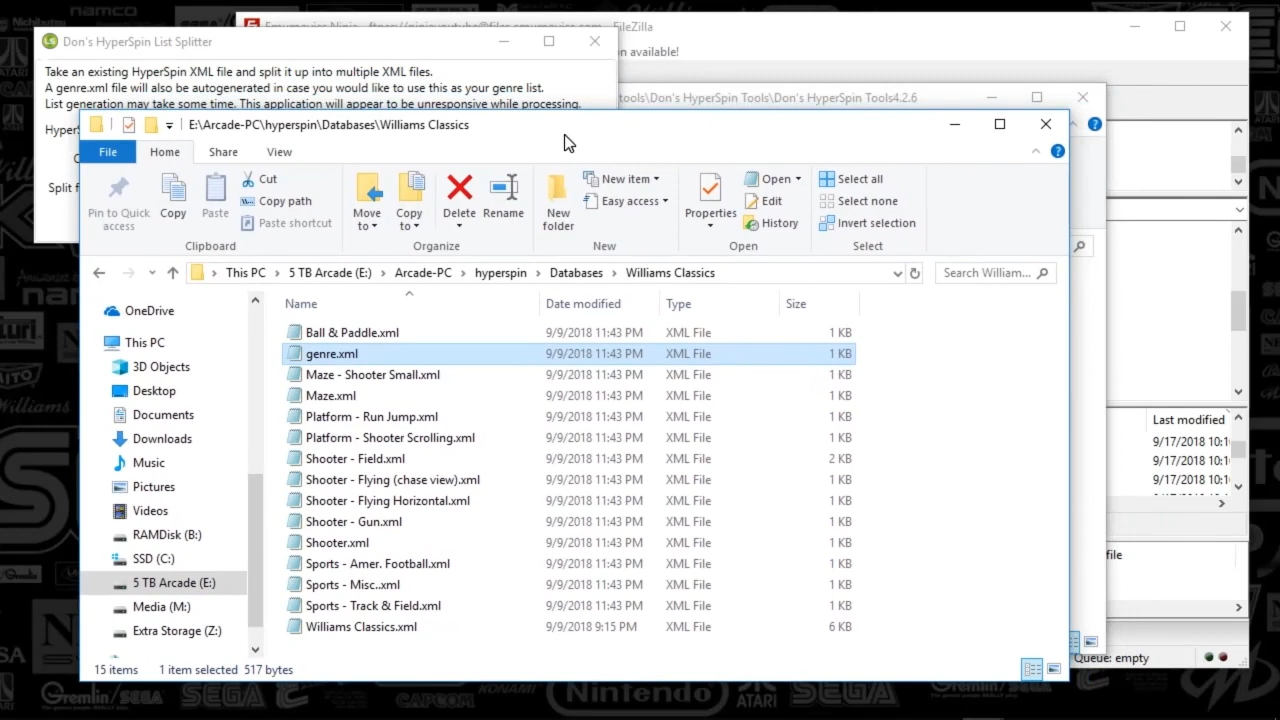 Emumovies Ninja - ftpes://ninjayoutube@files.emumovies.com - FileZilla
Don's HyperSpin List Splitter
n available!
Take an existing HyperSpin XML file and split it up into multiple XML files.
A genre.xml file will also be autogenerated in case you would like to use this as your genre list.
List generation may take some time. This application will appear to be unresponsive while processing.
tools\Don's HyperSpin Tools\Don's HyperSpin Tools4.2.6
E:\Arcade-PC\hyperspin\Databases\Williams Classics
File Home Share View
Pin to Quick access
Copy
Paste
Cut
Copy path
Paste shortcut
Move to
Copy to
Delete
Rename
New folder
New item
Easy access
Properties
Open
Edit
History
Select all
Select none
Invert selection
Clipboard Organize New Open Select
This PC > 5 TB Arcade (E:) > Arcade-PC > hyperspin > Databases > Williams Classics
Search William...
OneDrive
This PC
3D Objects
Desktop
Documents
Downloads
Music
Pictures
Videos
RAMDisk (B:)
SSD (C:)
5 TB Arcade (E:)
Media (M:)
Extra Storage (Z:)
Name Date modified Type Size
Ball & Paddle.xml 9/9/2018 11:43 PM XML File 1 KB
genre.xml 9/9/2018 11:43 PM XML File 1 KB
Maze - Shooter Small.xml 9/9/2018 11:43 PM XML File 1 KB
Maze.xml 9/9/2018 11:43 PM XML File 1 KB
Platform - Run Jump.xml 9/9/2018 11:43 PM XML File 1 KB
Platform - Shooter Scrolling.xml 9/9/2018 11:43 PM XML File 1 KB
Shooter - Field.xml 9/9/2018 11:43 PM XML File 2 KB
Shooter - Flying (chase view).xml 9/9/2018 11:43 PM XML File 1 KB
Shooter - Flying Horizontal.xml 9/9/2018 11:43 PM XML File 1 KB
Shooter - Gun.xml 9/9/2018 11:43 PM XML File 1 KB
Shooter.xml 9/9/2018 11:43 PM XML File 1 KB
Sports - Amer. Football.xml 9/9/2018 11:43 PM XML File 1 KB
Sports - Misc..xml 9/9/2018 11:43 PM XML File 1 KB
Sports - Track & Field.xml 9/9/2018 11:43 PM XML File 1 KB
Williams Classics.xml 9/9/2018 9:15 PM XML File 6 KB
15 items 1 item selected 517 bytes
Last modified
9/17/2018 10:1
9/17/2018 10:1
9/17/2018 10:1
file
Queue: empty
Nichibutsu
namco
SEGA
ATARI
Gremlin/SEGA
CAPCOM
KONAMI
Nintendo
ATARI
SEGA
Gremlin/SEGA